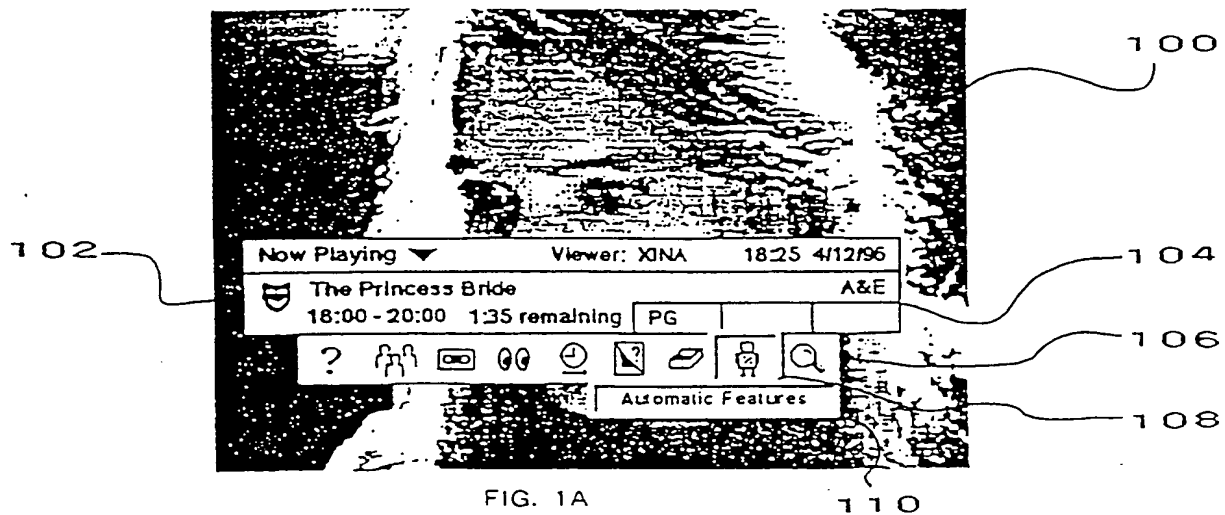 100
102
Now Playing Viewer: XINA 18:25 4/12/96
104
The Princess Bride A&E
18:00 - 20:00 1:35 remaining PG
106
?
Automatic Features
108
FIG. 1A
110